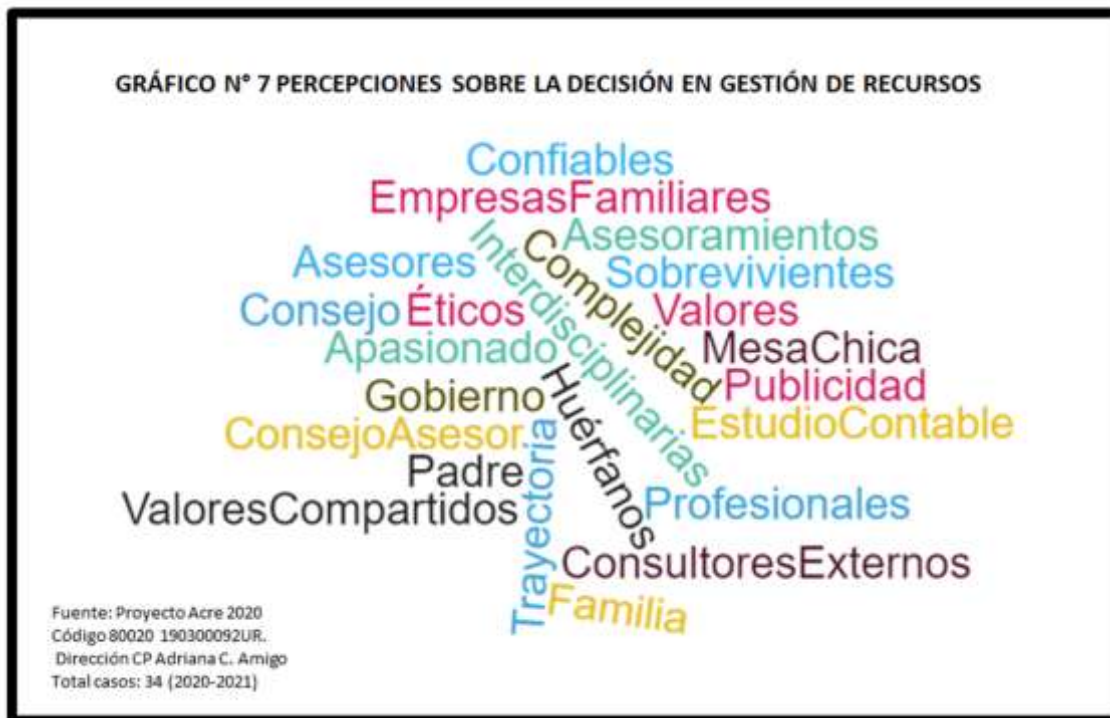 GRÁFICO N° 7 PERCEPCIONES SOBRE LA DECISIÓN EN GESTIÓN DE RECURSOS
Confiables
EmpresasFamiliares
Interdisciplinarias
Complejidad
Asesoramientos
Asesores
Sobrevivientes
Consejo
Éticos
Valores
Apasionado
MesaChica
Huérfanos
Publicidad
Gobierno
EstudioContable
ConsejoAsesor
Trayectoria
Padre
Profesionales
ValoresCompartidos
ConsultoresExternos
Familia
Fuente: Proyecto Acre 2020
Código 80020 190300092UR.
Dirección CP Adriana C. Amigo
Total casos: 34 (2020-2021)